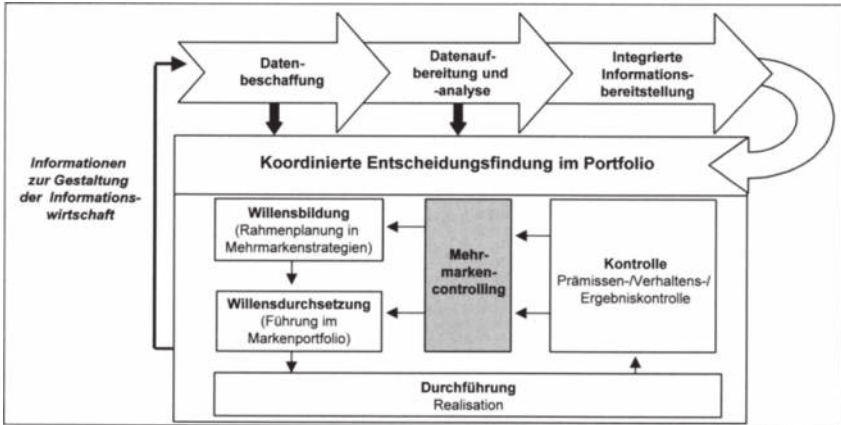 Daten-
beschaffung
Datenauf-
bereitung und
-analyse
Integrierte
Informations-
bereitstellung
Informationen
zur Gestaltung
der Informations-
wirtschaft
Koordinierte Entscheidungsfindung im Portfolio
Willensbildung
(Rahmenplanung in
Mehrmarkenstrategien)
Willensdurchsetzung
(Führung im
Markenportfolio)
Mehr-
marken-
controlling
Kontrolle
Prämissen-/Verhaltens-/
Ergebniskontrolle
Durchführung
Realisation